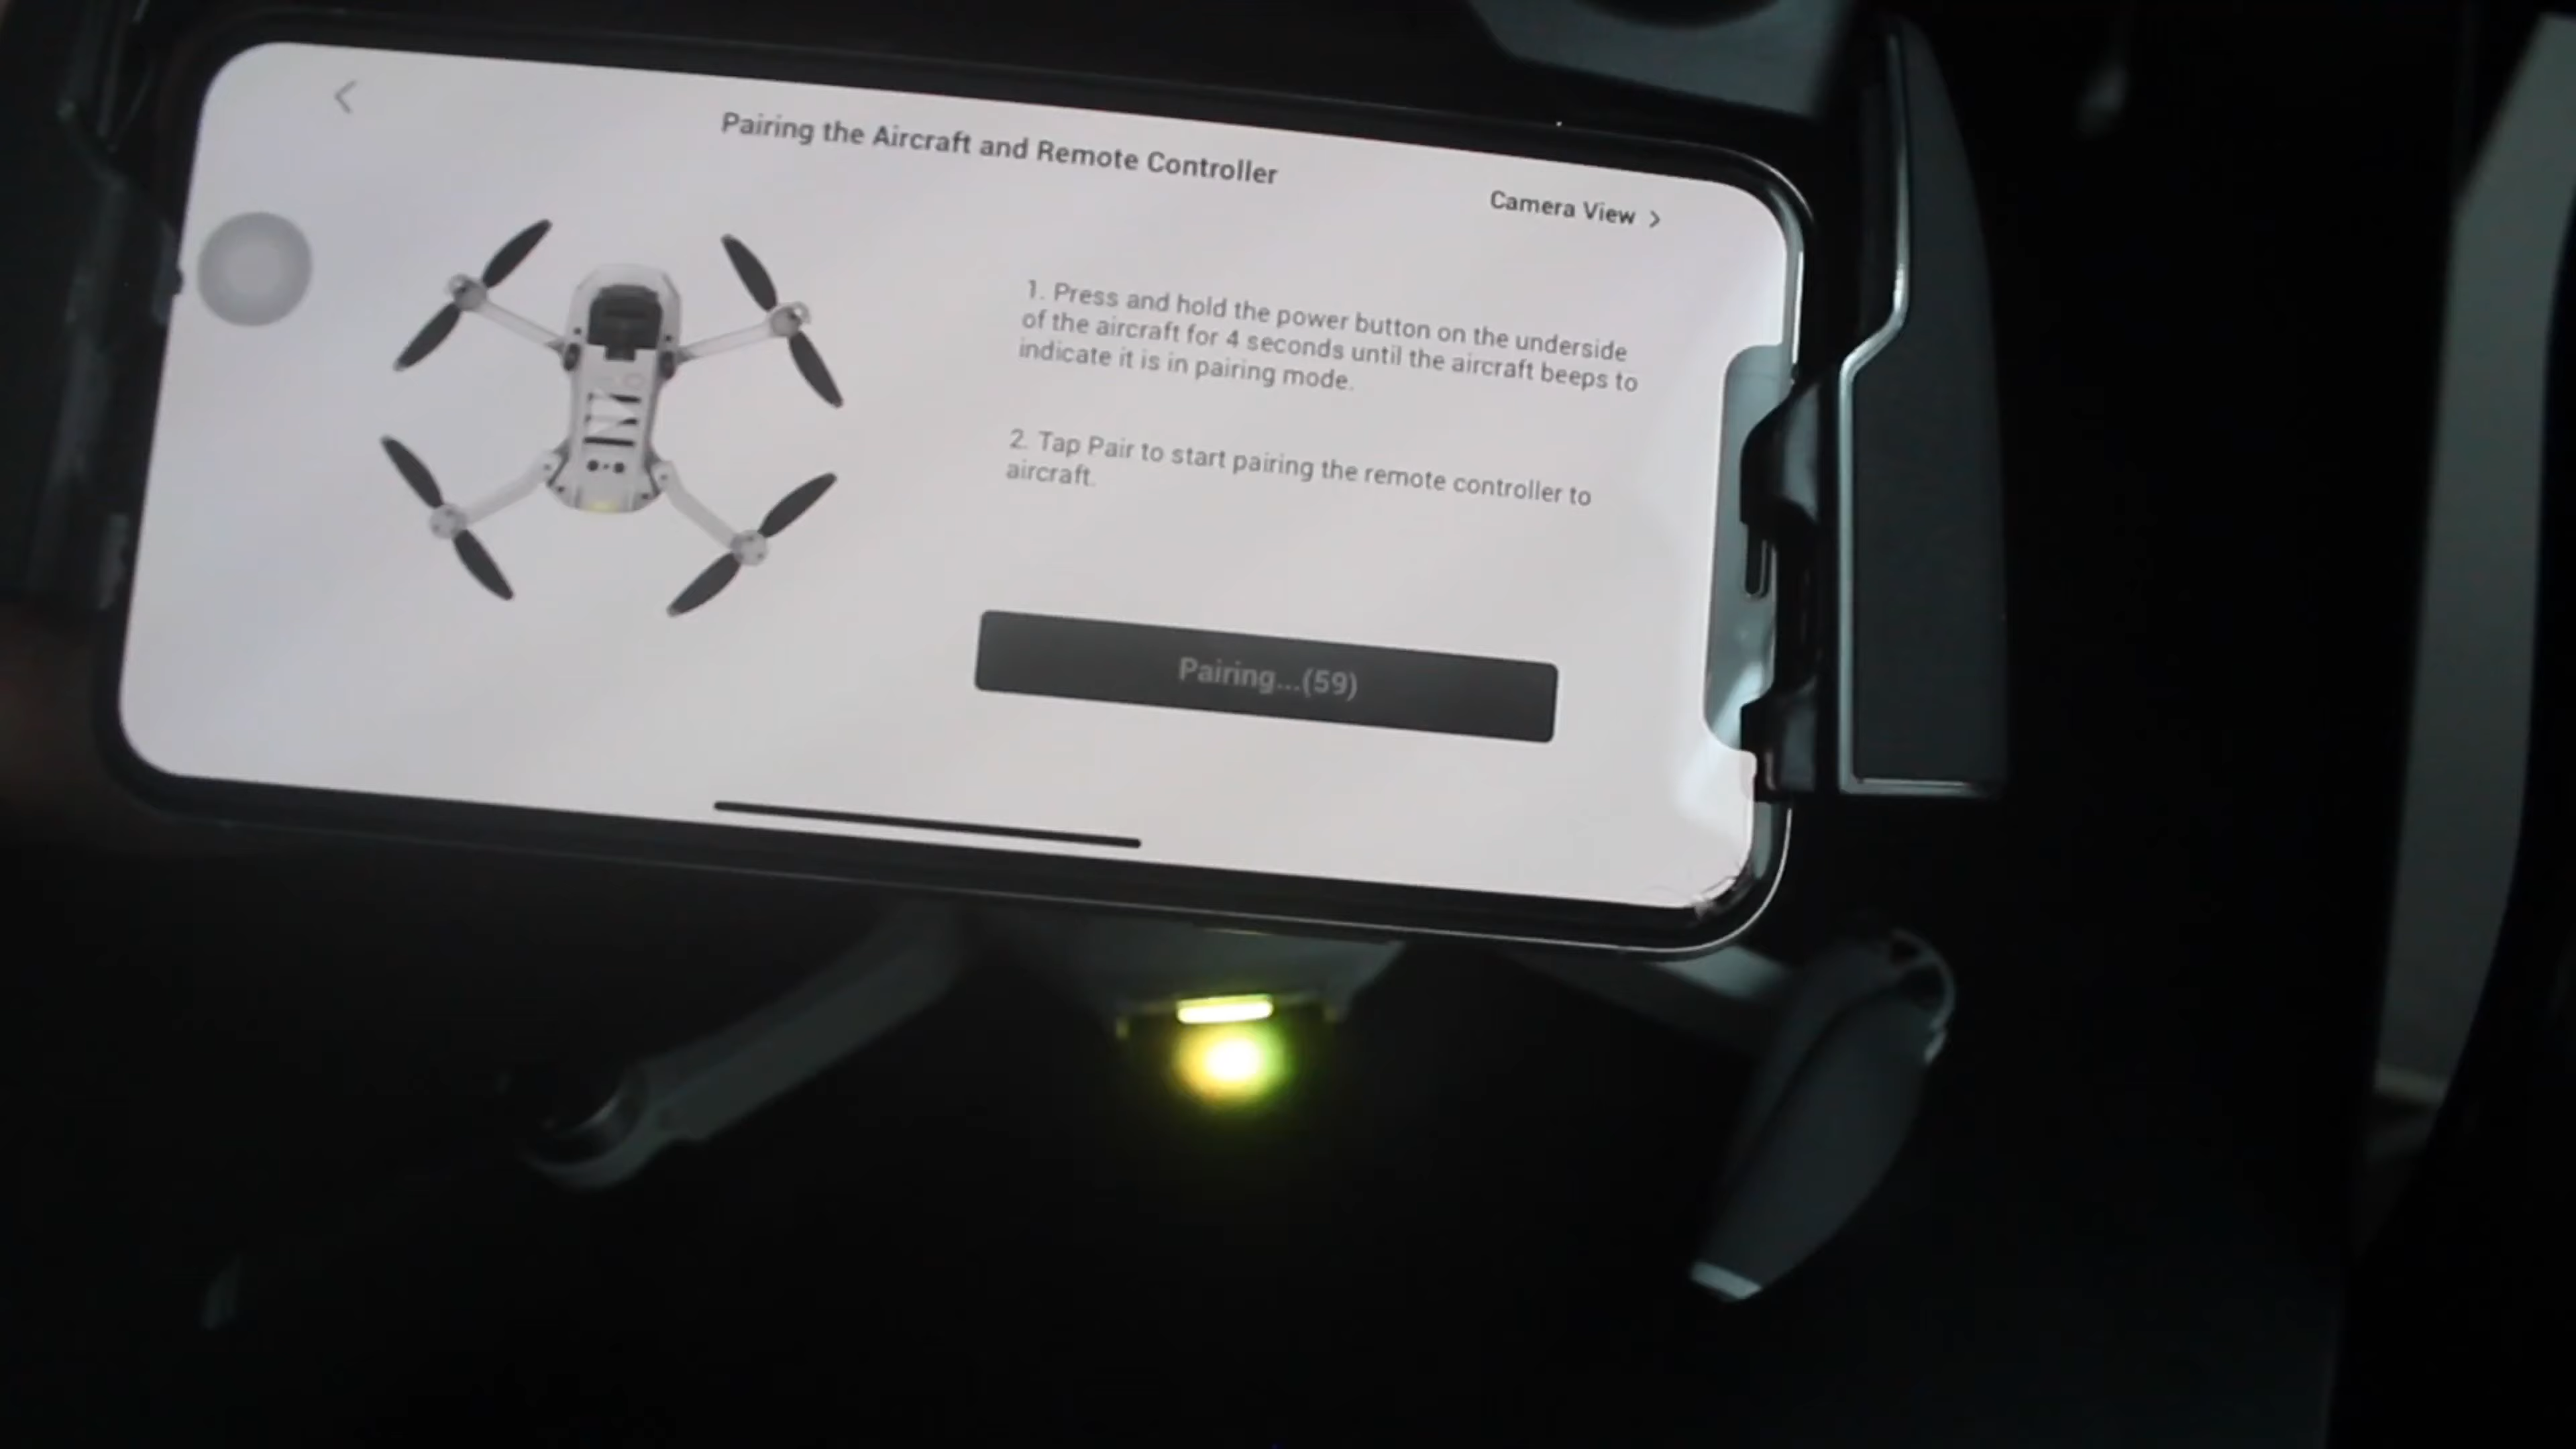 Pairing the Aircraft and Remote Controller
Camera View >
1. Press and hold the power button on the underside
of the aircraft for 4 seconds until the aircraft beeps to
indicate it is in pairing mode.
2. Tap Pair to start pairing the remote controller to
aircraft.
Pairing...(59)